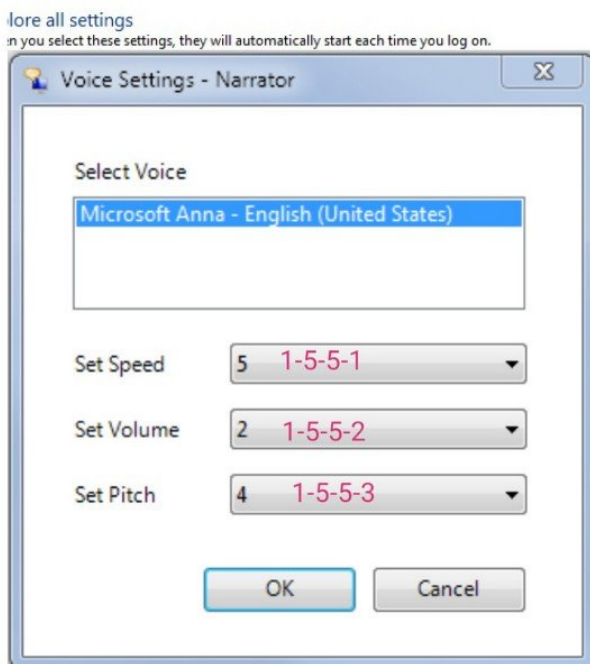 lore all settings
n you select these settings, they will automatically start each time you log on.
Voice Settings - Narrator
Select Voice
Microsoft Anna - English (United States)
Set Speed 5 1-5-5-1
Set Volume 2 1-5-5-2
Set Pitch 4 1-5-5-3
OK Cancel